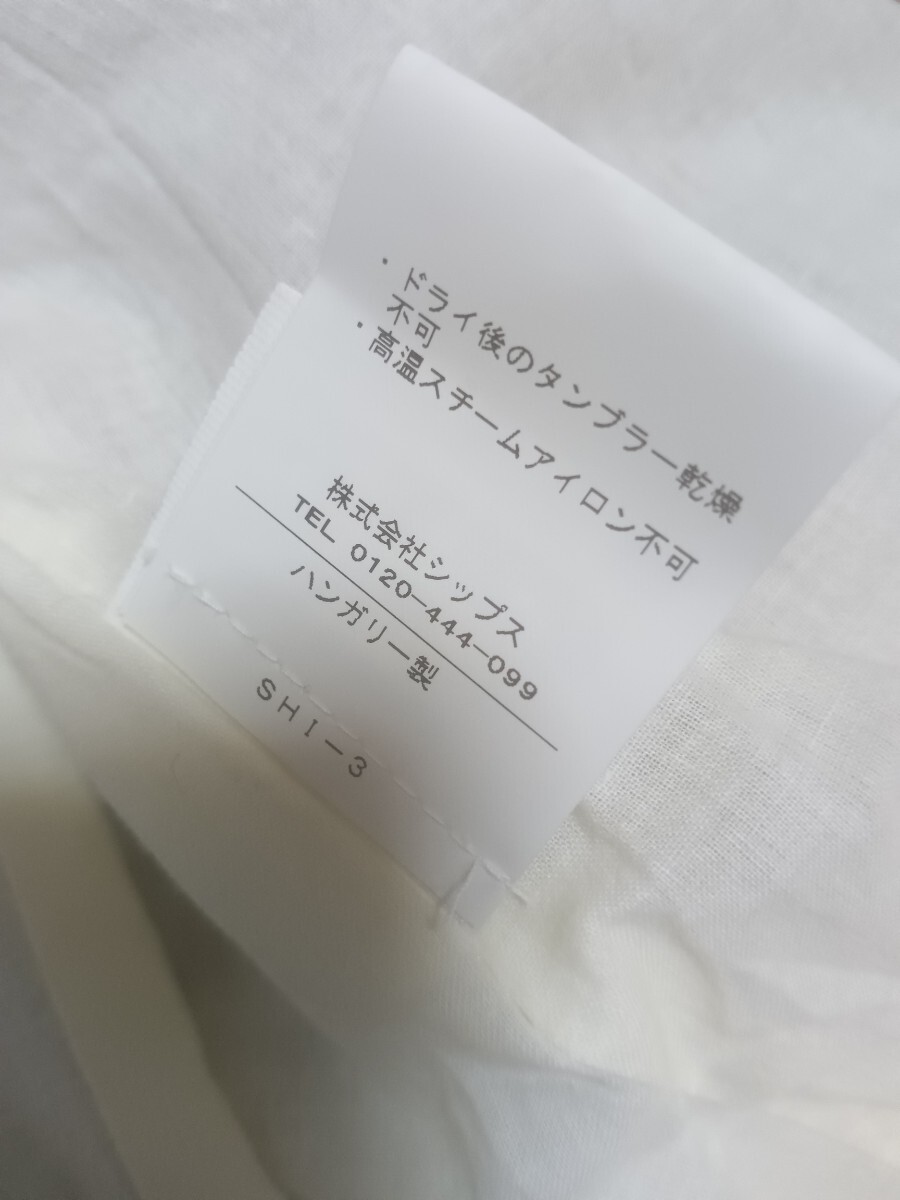 ・ドライ後のタンブラー乾燥
不可
・高温スチームアイロン不可
株式会社シップス
TEL 0120-444-099
ハンガリー製
SHI-3